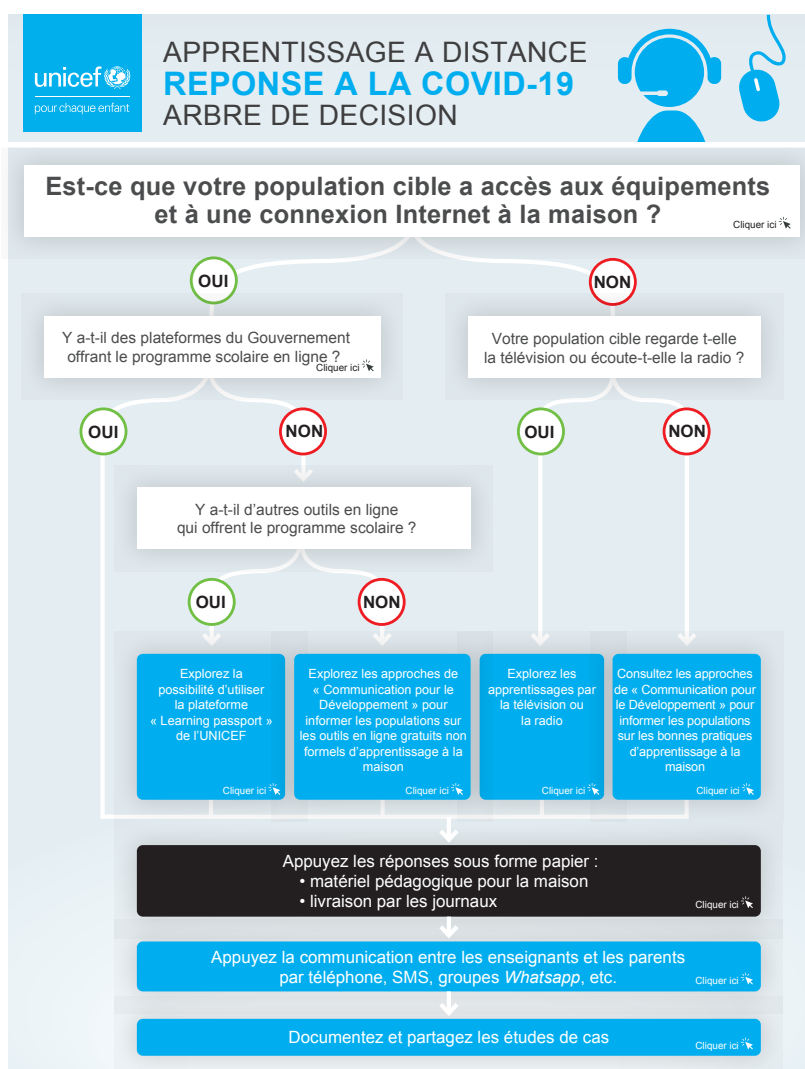 unicef
pour chaque enfant
APPRENTISSAGE A DISTANCE
REPONSE A LA COVID-19
ARBRE DE DECISION
Est-ce que votre population cible a accès aux équipements
et à une connexion Internet à la maison ?
Cliquer ici
OUI
NON
Y a-t-il des plateformes du Gouvernement
offrant le programme scolaire en ligne ?
Cliquer ici
Votre population cible regarde t-elle
la télévision ou écoute-t-elle la radio ?
OUI
NON
OUI
NON
Y a-t-il d'autres outils en ligne
qui offrent le programme scolaire ?
OUI
NON
Explorez la
possibilité d'utiliser
la plateforme
« Learning passport »
de l'UNICEF
Cliquer ici
Explorez les approches de
« Communication pour le
Développement » pour
informer les populations sur
les outils en ligne gratuits non
formels d'apprentissage à la
maison
Cliquer ici
Explorez les
apprentissages par
la télévision ou
la radio
Cliquer ici
Consultez les approches
de « Communication pour
le Développement » pour
informer les populations
sur les bonnes pratiques
d'apprentissage à la
maison
Cliquer ici
Appuyez les réponses sous forme papier :
• matériel pédagogique pour la maison
• livraison par les journaux
Cliquer ici
Appuyez la communication entre les enseignants et les parents
par téléphone, SMS, groupes Whatsapp, etc.
Cliquer ici
Documentez et partagez les études de cas
Cliquer ici